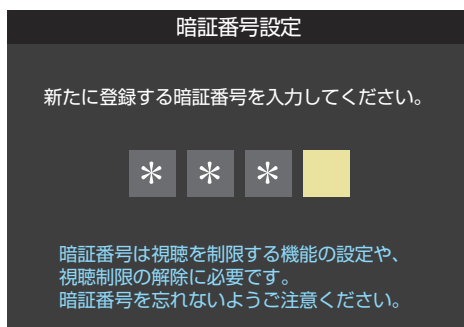 暗証番号設定
新たに登録する暗証番号を入力してください。
＊ ＊ ＊
暗証番号は視聴を制限する機能の設定や、
視聴制限の解除に必要です。
暗証番号を忘れないようご注意ください。